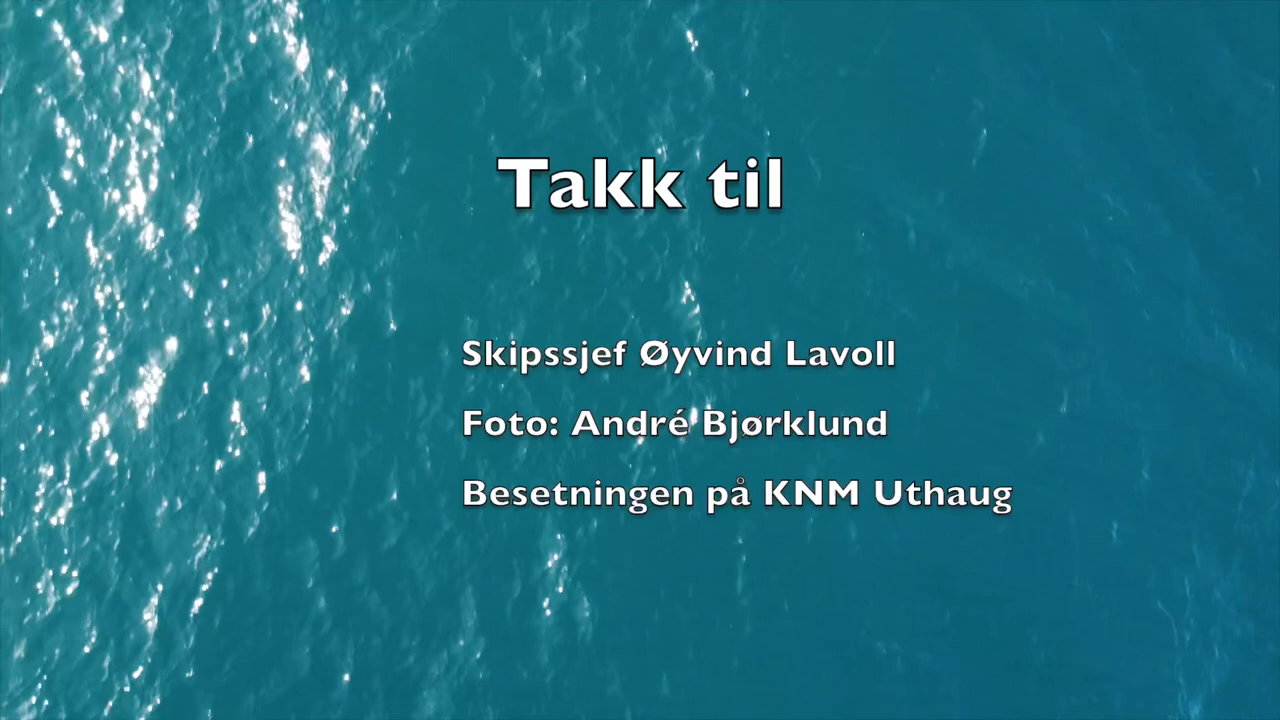 Takk til
Skipssjef Øyvind Lavoll
Foto: André Bjørklund
Besetningen på KNM Uthaug